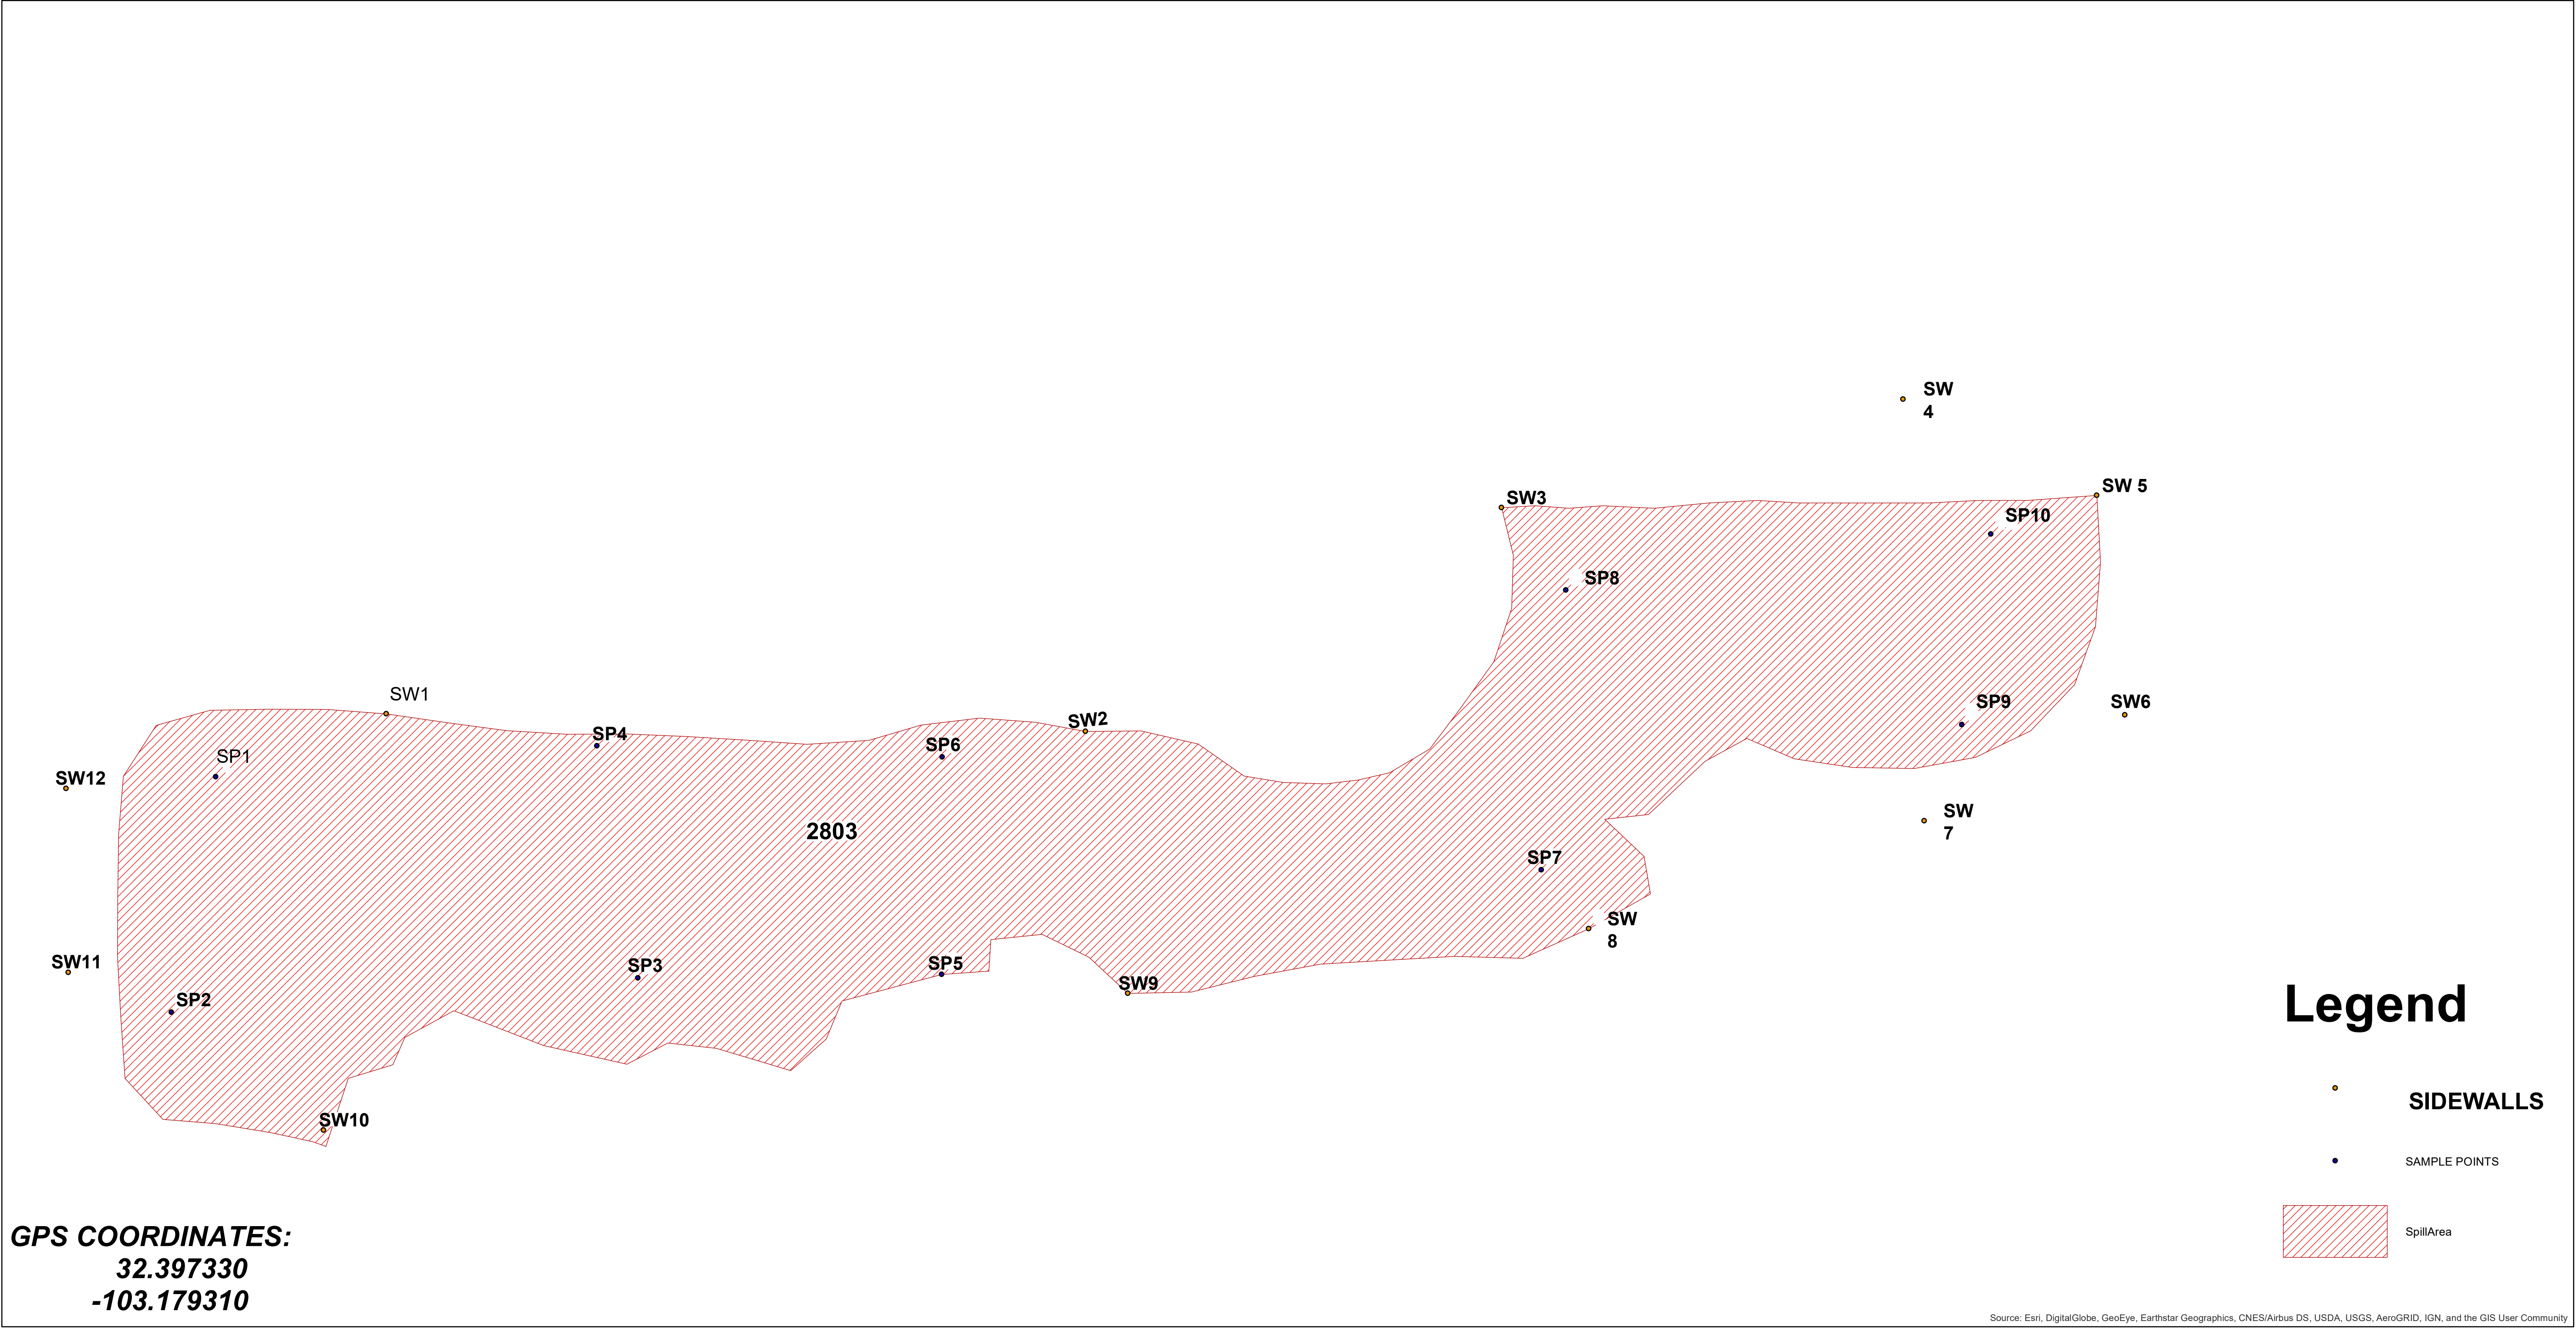 SW
4
SW 5
SW3
SP10
SP8
SW1
SP9
SW6
SW2
SP4
SP6
SP1
SW12
SW
7
2803
SP7
SW
8
SW11
SP3
SP5
SW9
SP2
Legend
SIDEWALLS
SW10
SAMPLE POINTS
SpillArea
GPS COORDINATES:
32.397330
-103.179310
Source: Esri, DigitalGlobe, GeoEye, Earthstar Geographics, CNES/Airbus DS, USDA, USGS, AeroGRID, IGN, and the GIS User Community